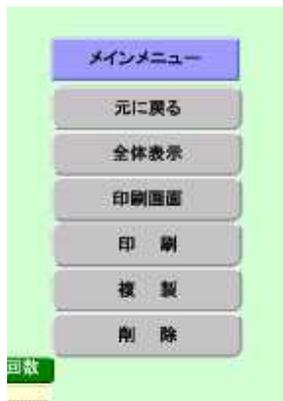 メインメニュー
元に戻る
全体表示
印刷画面
印　刷
複　製
削　除
回数